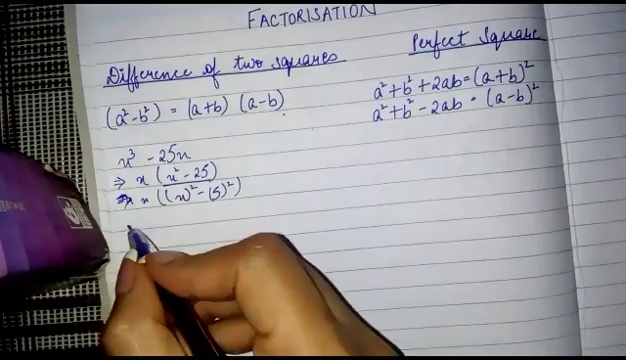 FACTORISATION
Difference of two squares
(a²-b²) = (a+b) (a-b)
x³ - 25x
⇒ x (x² - 25)
⇒ x ((x)² - (5)²)
Perfect Square
a² + b² + 2ab = (a+b)²
a² + b² - 2ab = (a-b)²